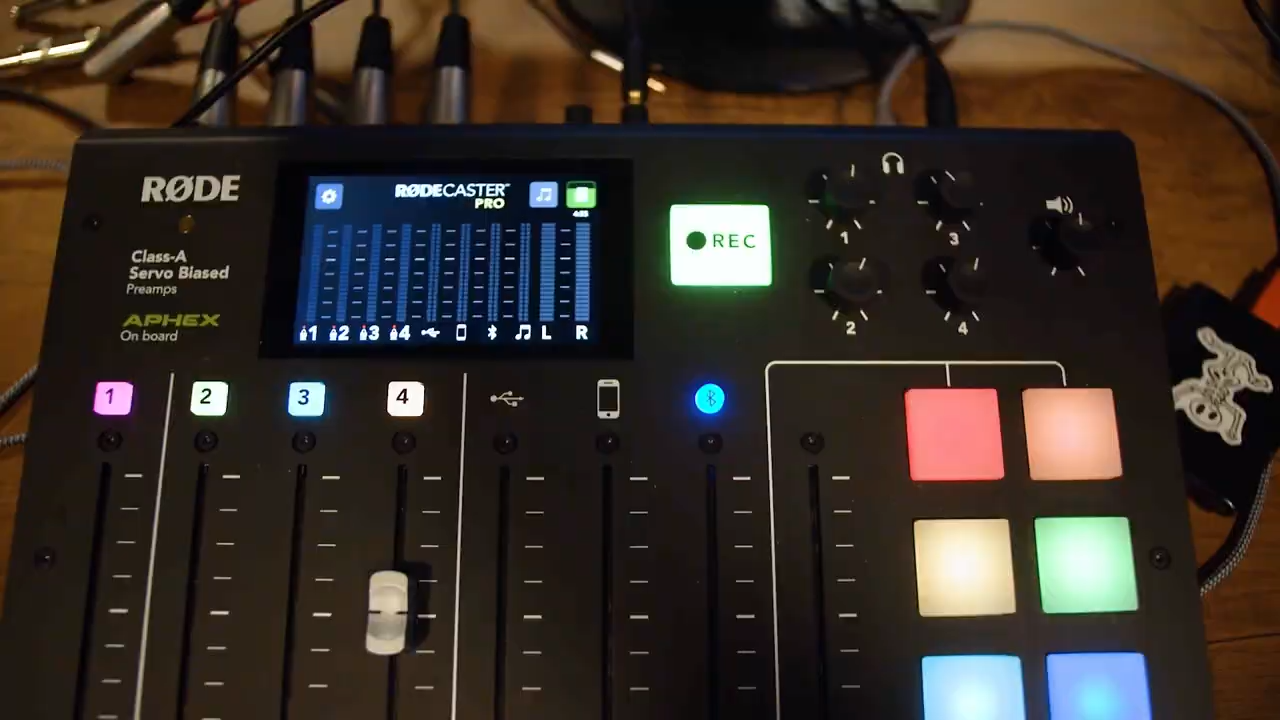 RØDE
Class-A
Servo Biased
Preamps
APHEX
On board
RØDECASTER™
PRO
1 2 3 4 L R
REC
1
3
2
4
1
2
3
4